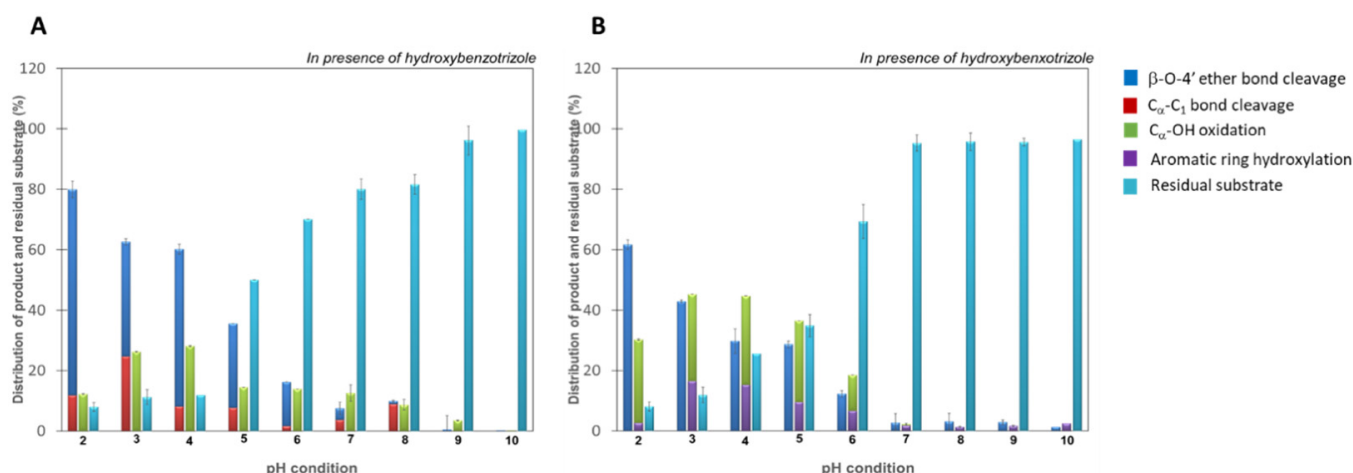 A
In presence of hydroxybenzotrizole
Distribution of product and residual substrate (%)
120
100
80
60
40
20
0
2 3 4 5 6 7 8 9 10
pH condition
B
In presence of hydroxybenxotrizole
Distribution of product and residual substrate (%)
120
100
80
60
40
20
0
2 3 4 5 6 7 8 9 10
pH condition
β-O-4′ ether bond cleavage
Cα-C1 bond cleavage
Cα-OH oxidation
Aromatic ring hydroxylation
Residual substrate